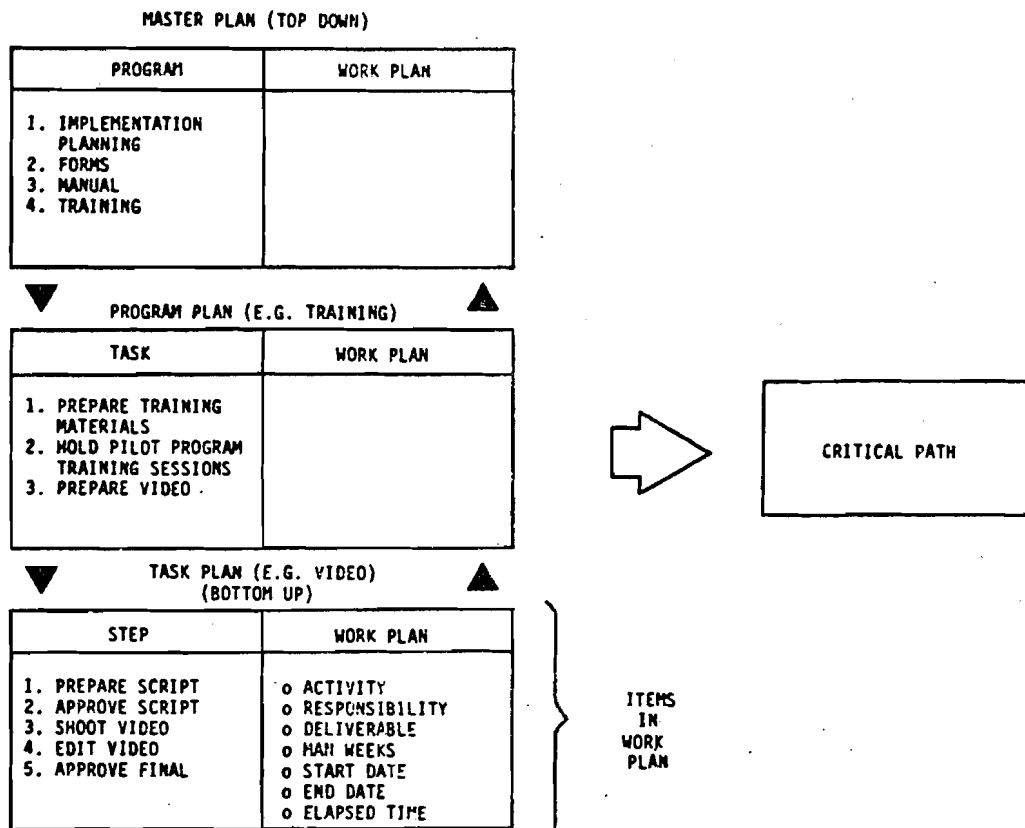 MASTER PLAN (TOP DOWN)
PROGRAM
WORK PLAN
1. IMPLEMENTATION
PLANNING
2. FORMS
3. MANUAL
4. TRAINING
PROGRAM PLAN (E.G. TRAINING)
TASK
WORK PLAN
1. PREPARE TRAINING
MATERIALS
2. HOLD PILOT PROGRAM
TRAINING SESSIONS
3. PREPARE VIDEO
CRITICAL PATH
TASK PLAN (E.G. VIDEO)
(BOTTOM UP)
STEP
WORK PLAN
1. PREPARE SCRIPT
2. APPROVE SCRIPT
3. SHOOT VIDEO
4. EDIT VIDEO
5. APPROVE FINAL
o ACTIVITY
o RESPONSIBILITY
o DELIVERABLE
o MAN WEEKS
o START DATE
o END DATE
o ELAPSED TIME
ITEMS
IN
WORK
PLAN